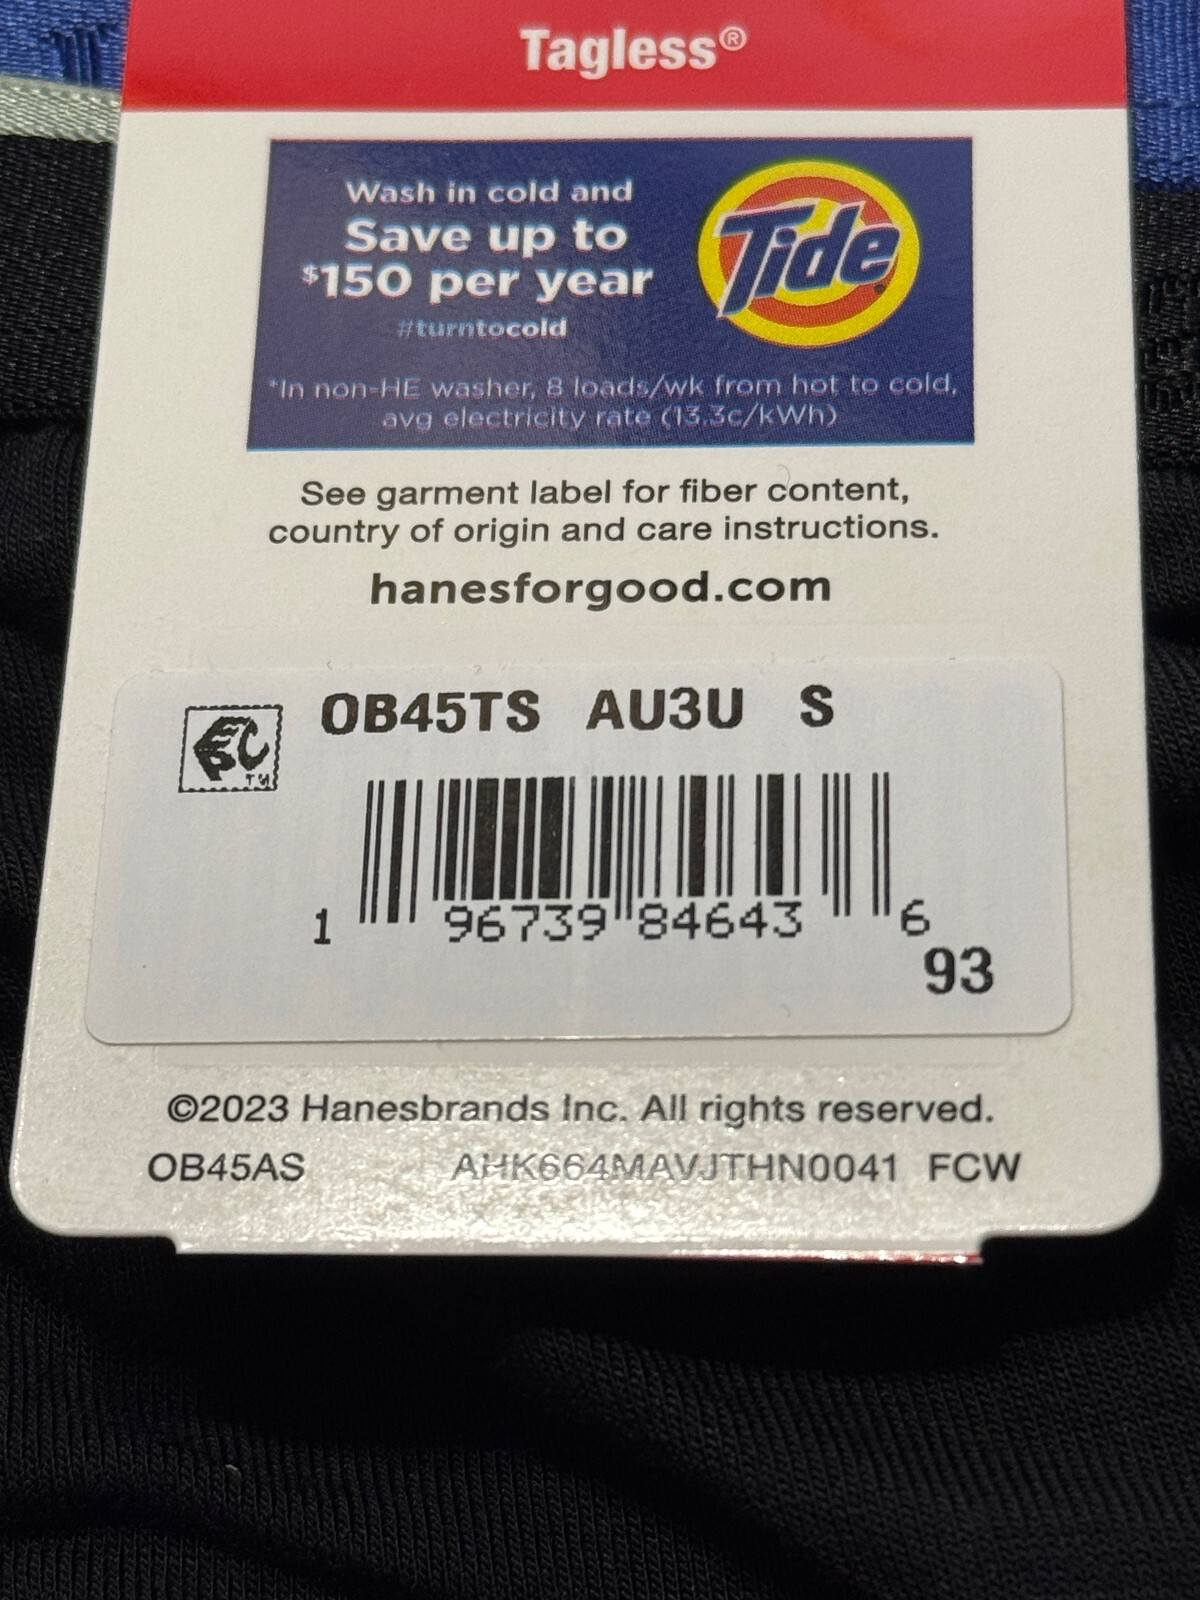 Tagless®
Wash in cold and
Save up to
$150 per year
#turntocold
Tide
*In non-HE washer, 8 loads/wk from hot to cold,
avg electricity rate (13.3c/kWh)
See garment label for fiber content,
country of origin and care instructions.
hanesforgood.com
OB45TS AU3U S
EPC™
1 96739 84643 6
93
©2023 Hanesbrands Inc. All rights reserved.
OB45AS AHK664MAVJTHN0041 FCW